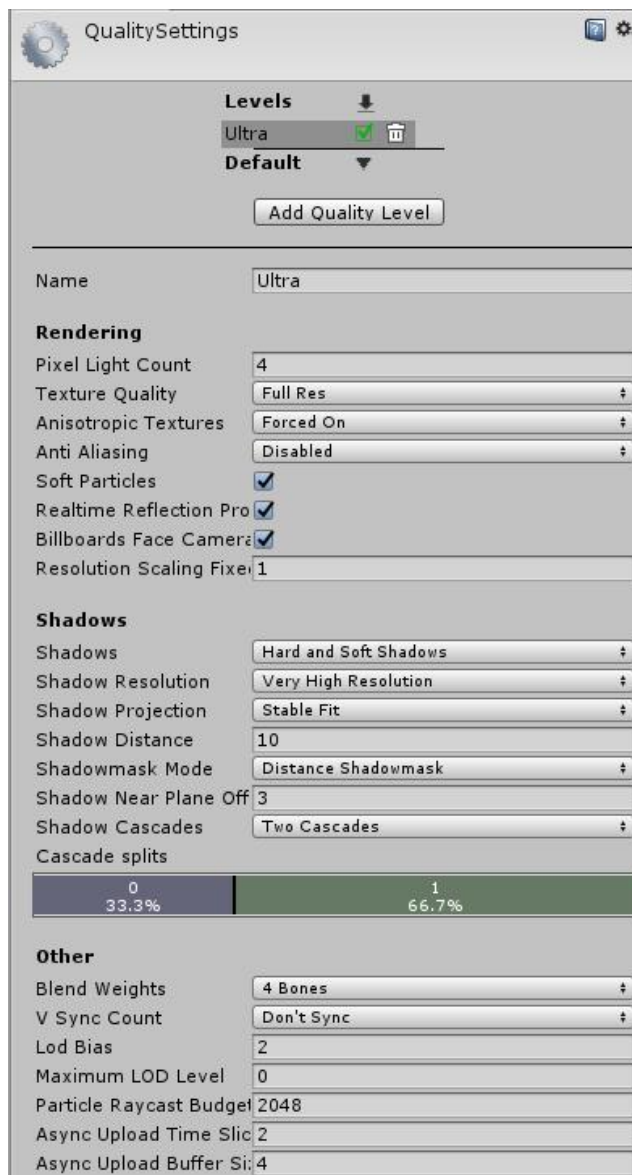 QualitySettings
Levels
Ultra
Default
Add Quality Level
Name Ultra
Rendering
Pixel Light Count 4
Texture Quality Full Res
Anisotropic Textures Forced On
Anti Aliasing Disabled
Soft Particles
Realtime Reflection Pro
Billboards Face Camera
Resolution Scaling Fixe 1
Shadows
Shadows Hard and Soft Shadows
Shadow Resolution Very High Resolution
Shadow Projection Stable Fit
Shadow Distance 10
Shadowmask Mode Distance Shadowmask
Shadow Near Plane Off 3
Shadow Cascades Two Cascades
Cascade splits
0 1
33.3% 66.7%
Other
Blend Weights 4 Bones
V Sync Count Don't Sync
Lod Bias 2
Maximum LOD Level 0
Particle Raycast Budget 2048
Async Upload Time Slic 2
Async Upload Buffer Si 4